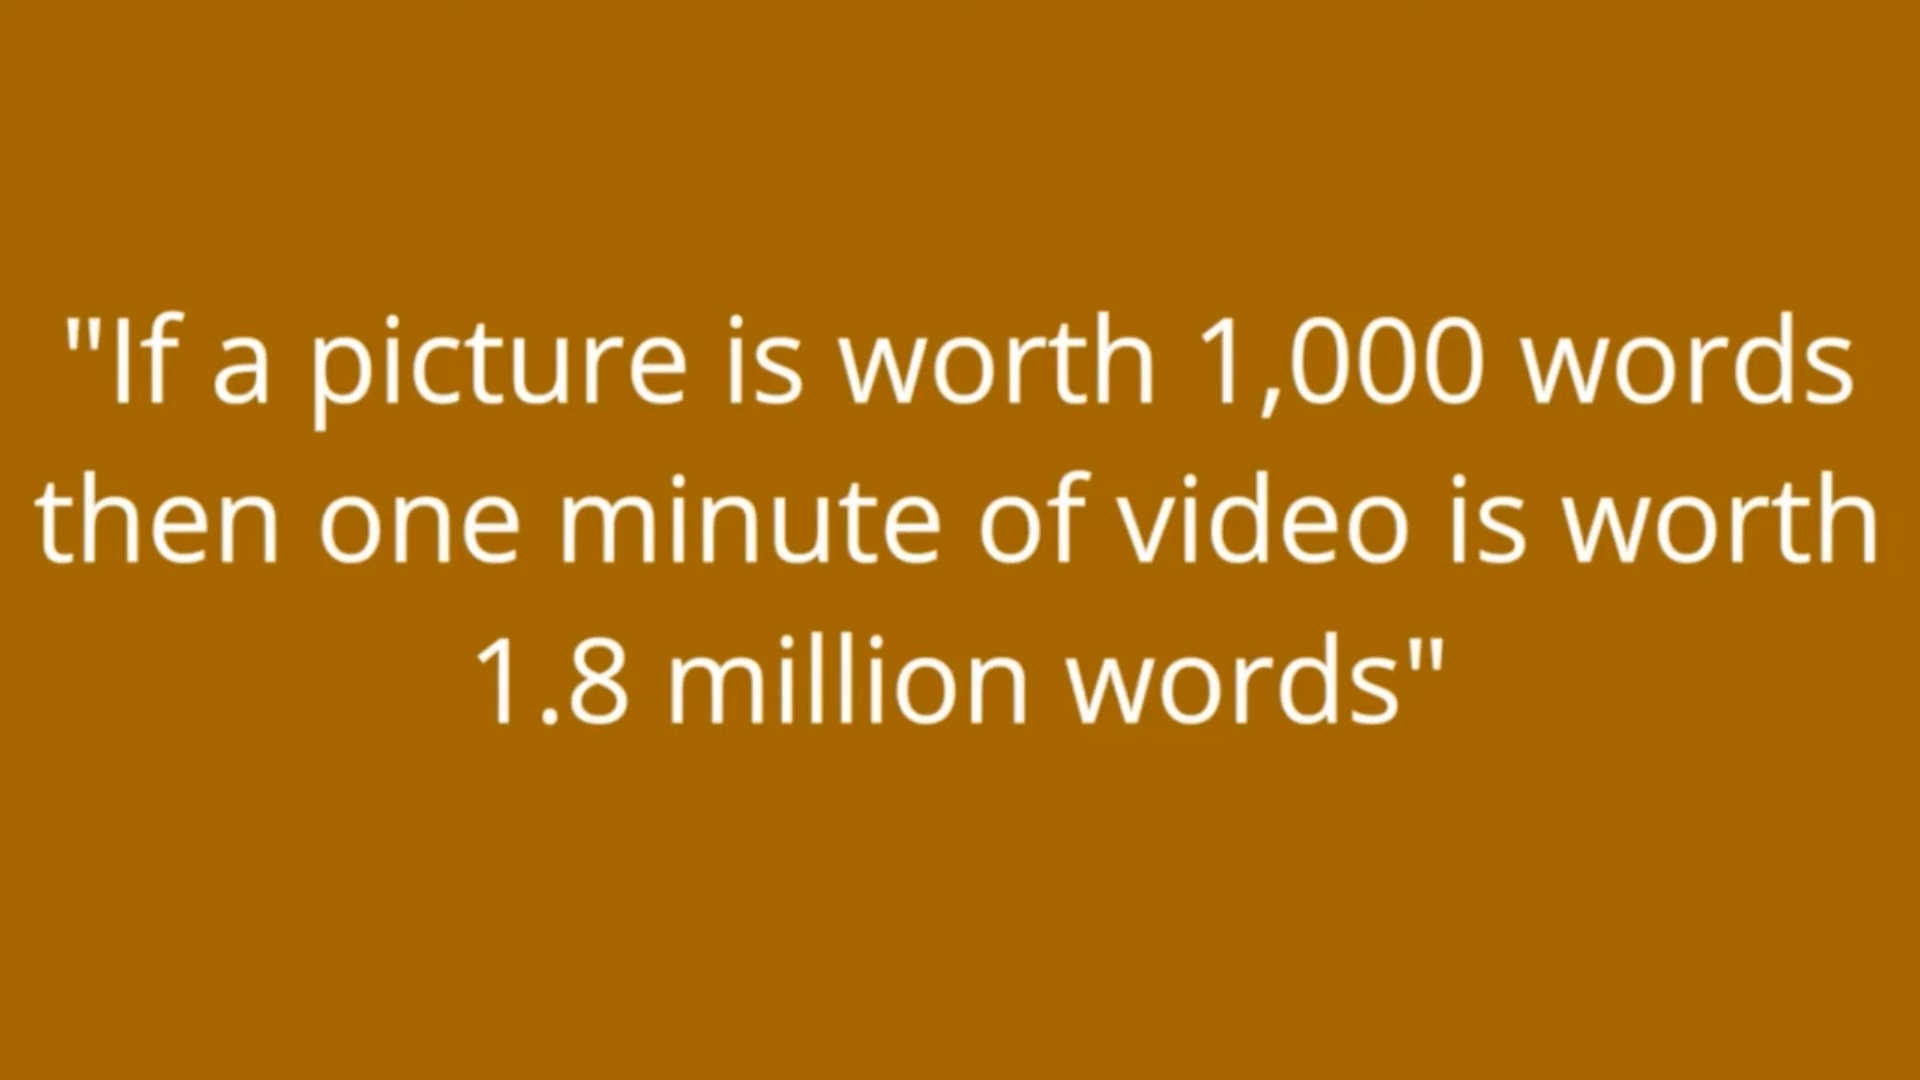 "If a picture is worth 1,000 words
then one minute of video is worth
1.8 million words"